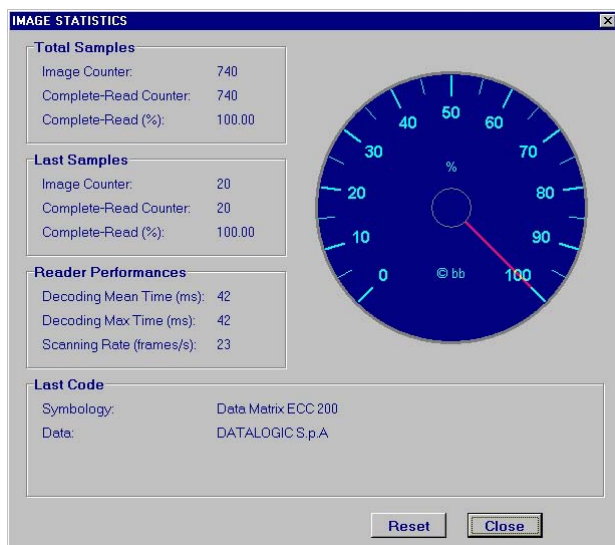 IMAGE STATISTICS
Total Samples
Image Counter: 740
Complete-Read Counter: 740
Complete-Read (%): 100.00
Last Samples
Image Counter: 20
Complete-Read Counter: 20
Complete-Read (%): 100.00
Reader Performances
Decoding Mean Time (ms): 42
Decoding Max Time (ms): 42
Scanning Rate (frames/s): 23
0
10
20
30
40
50
60
70
80
90
100
%
© bb
Last Code
Symbology: Data Matrix ECC 200
Data: DATALOGIC S.p.A
Reset
Close